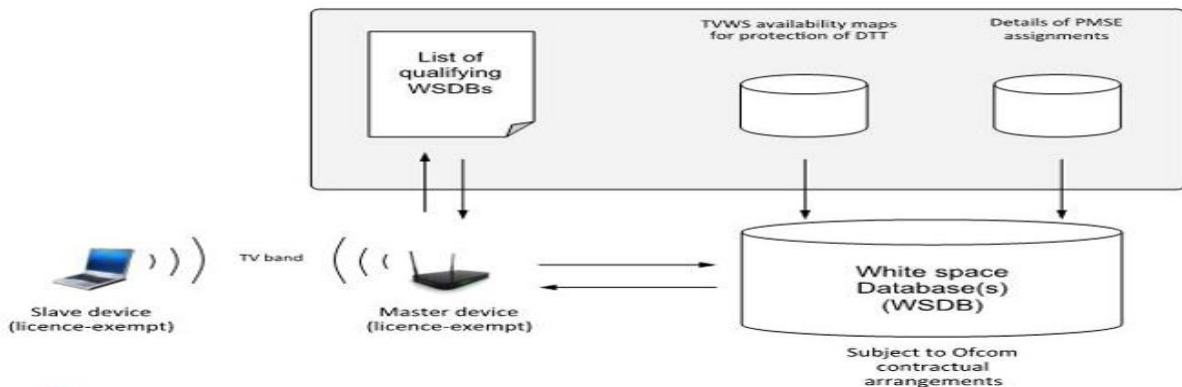 List of
qualifying
WSDBs
TVWS availability maps
for protection of DTT
Details of PMSE
assignments
TV band
Slave device
(licence-exempt)
Master device
(licence-exempt)
White space
Database(s)
(WSDB)
Subject to Ofcom
contractual
arrangements